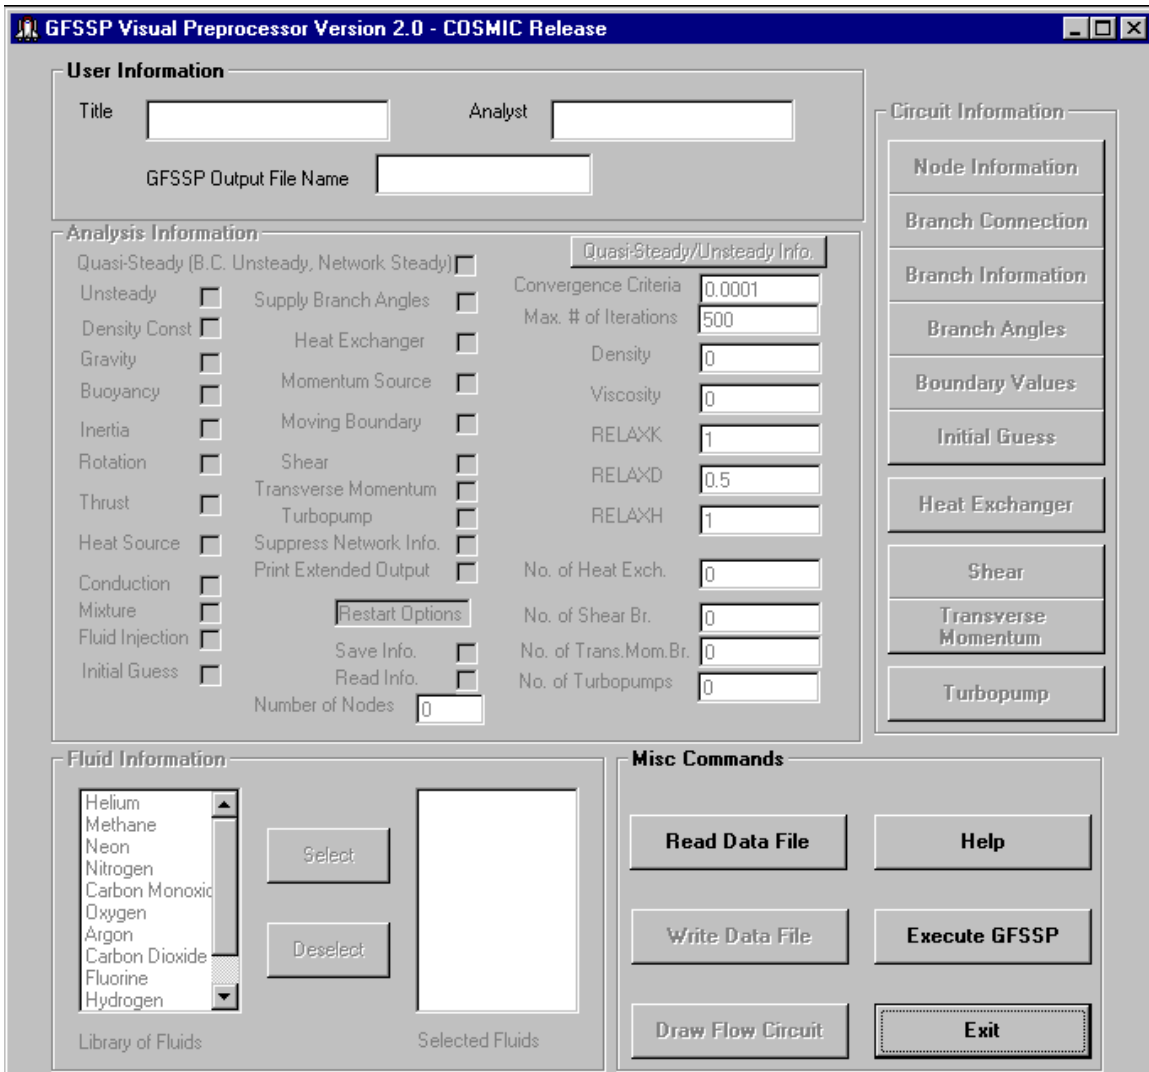 GFSSP Visual Preprocessor Version 2.0 - COSMIC Release
User Information
Title
Analyst
GFSSP Output File Name
Analysis Information
Quasi-Steady (B.C. Unsteady, Network Steady)
Unsteady
Density Const
Gravity
Buoyancy
Inertia
Rotation
Thrust
Heat Source
Conduction
Mixture
Fluid Injection
Initial Guess
Supply Branch Angles
Heat Exchanger
Momentum Source
Moving Boundary
Shear
Transverse Momentum
Turbopump
Suppress Network Info.
Print Extended Output
Restart Options
Save Info.
Read Info.
Number of Nodes 0
Quasi-Steady/Unsteady Info.
Convergence Criteria 0.0001
Max. # of Iterations 500
Density 0
Viscosity 0
RELAXK 1
RELAXD 0.5
RELAXH 1
No. of Heat Exch. 0
No. of Shear Br. 0
No. of Trans.Mom.Br. 0
No. of Turbopumps 0
Circuit Information
Node Information
Branch Connection
Branch Information
Branch Angles
Boundary Values
Initial Guess
Heat Exchanger
Shear
Transverse
Momentum
Turbopump
Fluid Information
Helium
Methane
Neon
Nitrogen
Carbon Monoxid
Oxygen
Argon
Carbon Dioxide
Fluorine
Hydrogen
Library of Fluids
Select
Deselect
Selected Fluids
Misc Commands
Read Data File
Help
Write Data File
Execute GFSSP
Draw Flow Circuit
Exit